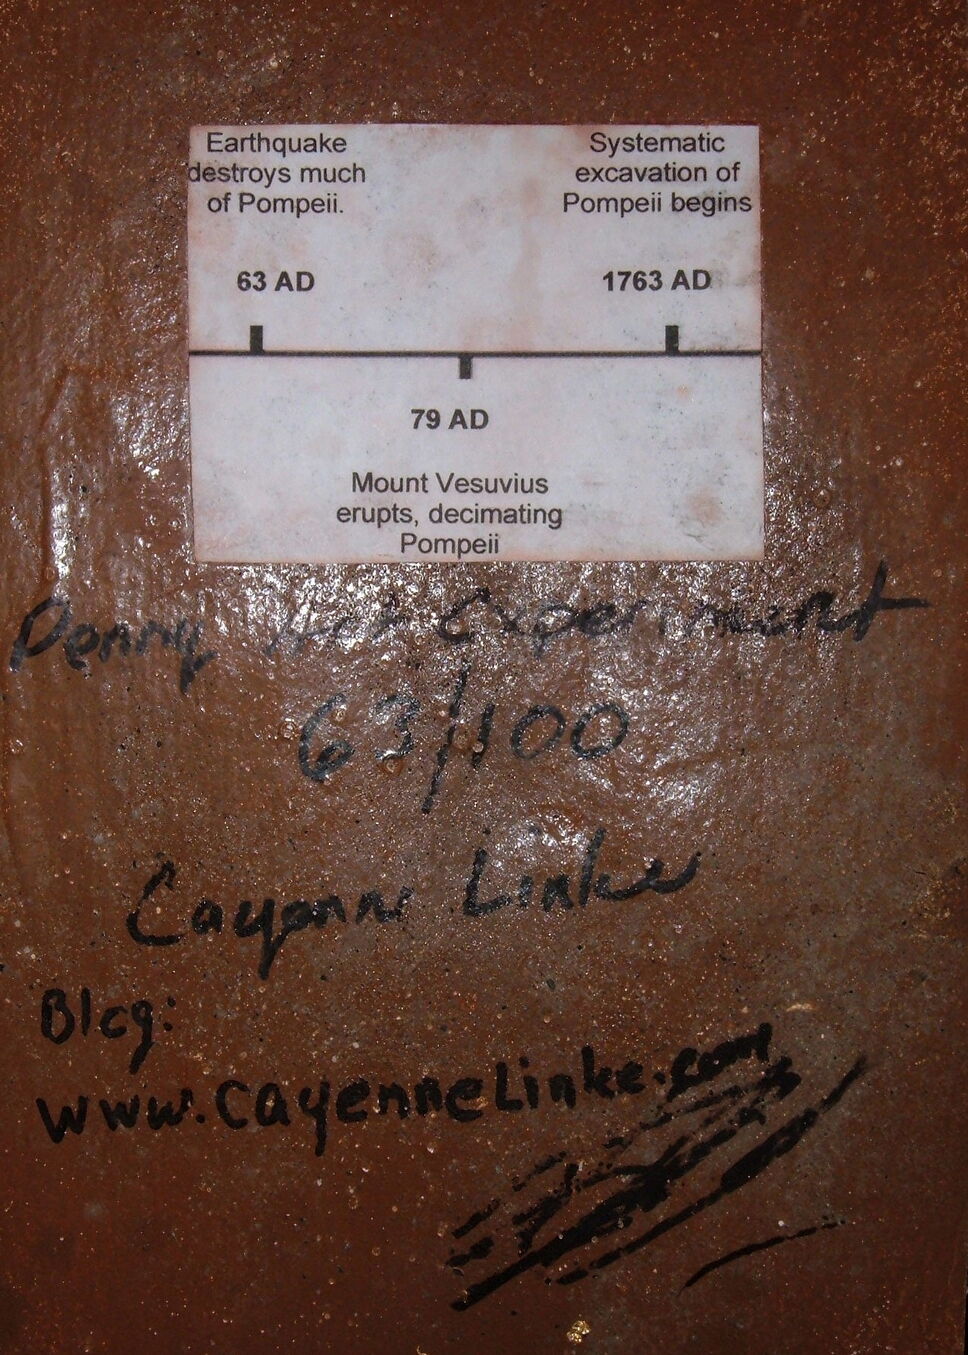 Earthquake
destroys much
of Pompeii.
Systematic
excavation of
Pompeii begins
63 AD
1763 AD
79 AD
Mount Vesuvius
erupts, decimating
Pompeii
Penny Art Experiment
63/100
Cayenne Linke
Blog:
www.CayenneLinke.com